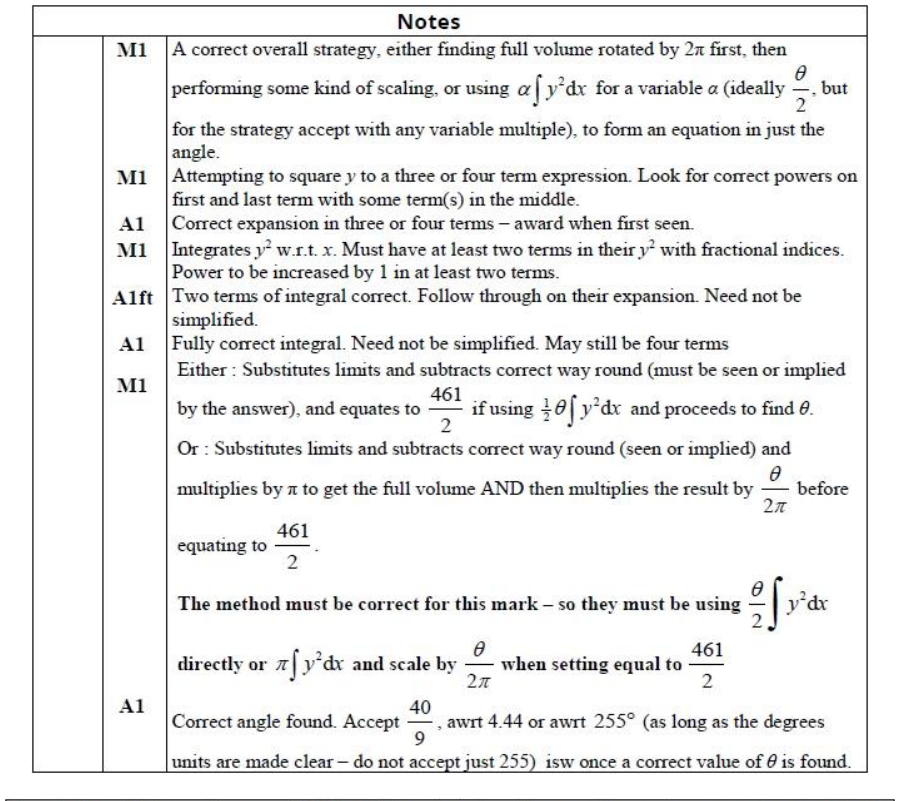 Notes
M1 A correct overall strategy, either finding full volume rotated by 2π first, then
performing some kind of scaling, or using α∫y²dx for a variable α (ideally θ/2, but
for the strategy accept with any variable multiple), to form an equation in just the
angle.
M1 Attempting to square y to a three or four term expression. Look for correct powers on
first and last term with some term(s) in the middle.
A1 Correct expansion in three or four terms – award when first seen.
M1 Integrates y² w.r.t. x. Must have at least two terms in their y² with fractional indices.
Power to be increased by 1 in at least two terms.
A1ft Two terms of integral correct. Follow through on their expansion. Need not be
simplified.
A1 Fully correct integral. Need not be simplified. May still be four terms
M1 Either : Substitutes limits and subtracts correct way round (must be seen or implied
by the answer), and equates to 461/2 if using ½θ∫y²dx and proceeds to find θ.
Or : Substitutes limits and subtracts correct way round (seen or implied) and
multiplies by π to get the full volume AND then multiplies the result by θ/2π before
equating to 461/2.
The method must be correct for this mark – so they must be using θ/2∫y²dx
directly or π∫y²dx and scale by θ/2π when setting equal to 461/2
A1 Correct angle found. Accept 40/9, awrt 4.44 or awrt 255° (as long as the degrees
units are made clear – do not accept just 255) isw once a correct value of θ is found.